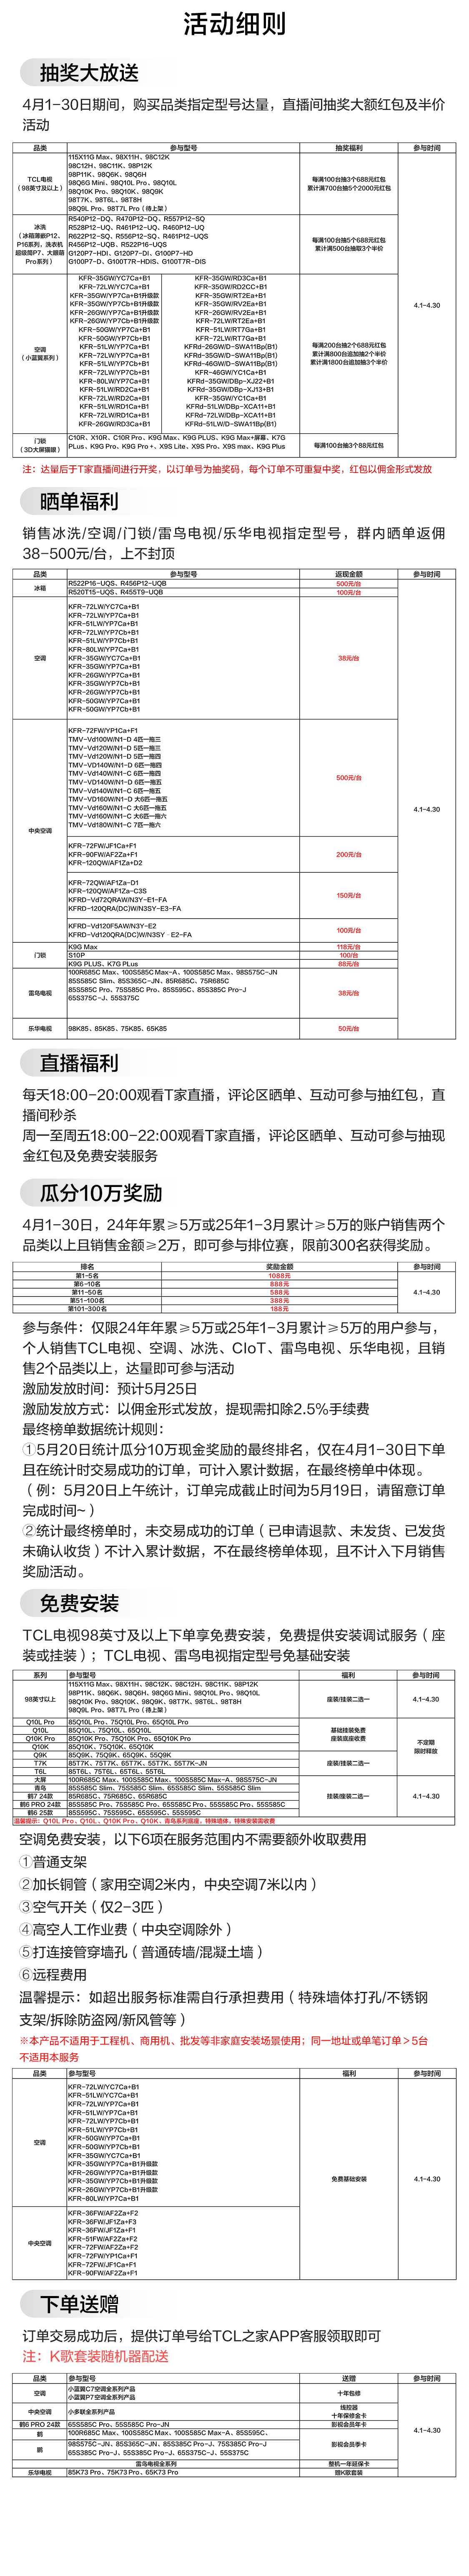 活动细则
抽奖大放送
4月1-30日期间，购买品类指定型号达量，直播间抽奖大额红包及半价
活动
品类 参与型号 抽奖福利 参与时间
TCL电视
（98英寸及以上）
115X11G Max、98X11H、98C12K
98C12H、98C11K、98P12K
98P11K、98Q6K、98Q6H
98Q6G Mini、98Q10L Pro、98Q10L
98Q10K Pro、98Q10K、98Q9K
98T7K、98T6L、98T8H
98Q9L Pro、98T7L Pro（待上架）
每满100台抽3个688元红包
累计满700台抽5个2000元红包
冰洗
（冰箱薄嵌P12、
P16系列，洗衣机
超级筒P7、大眼萌
Pro系列）
R540P12-DQ、R470P12-DQ、R557P12-SQ
R528P12-UQ、R461P12-UQ、R460P12-UQ
R622P12-SQ、R556P12-SQ、R461P12-UQS
R456P12-UQB、R522P16-UQS
G120P7-HDI、G120P7-DI、G100P7-HD
G100P7-D、G100T7R-HDIS、G100T7R-DIS
每满100台抽5个688元红包
累计满500台抽取3个半价
空调
（小蓝翼系列）
KFR-35GW/YC7Ca+B1 KFR-35GW/RD3Ca+B1
KFR-72LW/YC7Ca+B1 KFR-35GW/RD2CC+B1
KFR-35GW/YP7Ca+B1升级款 KFR-35GW/RT2Ea+B1
KFR-35GW/YP7Cb+B1升级款 KFR-35GW/RV2Ea+B1
KFR-26GW/YP7Ca+B1升级款 KFR-26GW/RV2Ea+B1
KFR-26GW/YP7Cb+B1升级款 KFR-72LW/RT2Ea+B1
KFR-50GW/YP7Ca+B1 KFR-51LW/RT7Ga+B1
KFR-50GW/YP7Cb+B1 KFR-72LW/RT7Ga+B1
KFR-51LW/YP7Ca+B1 KFRd-26GW/D-SWA11Bp(B1)
KFR-72LW/YP7Ca+B1 KFRd-35GW/D-SWA11Bp(B1)
KFR-51LW/YP7Cb+B1 KFRd-46GW/D-SWA11Bp(B1)
KFR-72LW/YP7Cb+B1 KFR-46GW/YC1Ca+B1
KFR-80LW/YP7Ca+B1 KFRd-35GW/DBp-XJ22+B1
KFR-51LW/RD2Ca+B1 KFRd-35GW/DBp-XJ13+B1
KFR-72LW/RD2Ca+B1 KFR-35GW/YC1Ca+B1
KFR-51LW/RD1Ca+B1 KFRd-51LW/DBp-XCA11+B1
KFR-72LW/RD1Ca+B1 KFRd-72LW/DBp-XCA11+B1
KFR-26GW/RD3Ca+B1 KFRd-51LW/D-SWA11Bp(B1)
每满200台抽2个688元红包
累计满800台追加抽2个半价
累计满1800台追加抽3个半价
4.1-4.30
门锁
（3D大屏猫眼）
C10R、X10R、C10R Pro、K9G Max、K9G PLUS、K9G Max+屏幕、K7G
PLus、K9G Pro、K9G Pro +、X9S Lite、X9S Pro、X9S max、K9G Plus
每满100台抽3个88元红包
注：达量后于T家直播间进行开奖，以订单号为抽奖码，每个订单不可重复中奖，红包以佣金形式发放
晒单福利
销售冰洗/空调/门锁/雷鸟电视/乐华电视指定型号，群内晒单返佣
38-500元/台，上不封顶
品类 参与型号 返现金额 参与时间
冰箱
R522P16-UQS、R456P12-UQB 500元/台
R520T15-UQS、R455T9-UQB 100元/台
空调
KFR-72LW/YC7Ca+B1
KFR-72LW/YP7Ca+B1
KFR-51LW/YP7Ca+B1
KFR-72LW/YP7Cb+B1
KFR-51LW/YP7Cb+B1
KFR-80LW/YP7Ca+B1
KFR-35GW/YC7Ca+B1
KFR-35GW/YP7Ca+B1
KFR-26GW/YP7Ca+B1
KFR-35GW/YP7Cb+B1
KFR-26GW/YP7Cb+B1
KFR-50GW/YP7Ca+B1
KFR-50GW/YP7Cb+B1
38元/台
中央空调
KFR-72FW/YP1Ca+F1
TMV-Vd100W/N1-D 4匹一拖三
TMV-Vd120W/N1-D 5匹一拖三
TMV-Vd120W/N1-D 5匹一拖四
TMV-VD140W/N1-D 6匹一拖四
TMV-Vd140W/N1-C 6匹一拖四
TMV-VD140W/N1-D 6匹一拖五
TMV-Vd140W/N1-C 6匹一拖五
TMV-VD160W/N1-D 大6匹一拖五
TMV-Vd160W/N1-C 大6匹一拖五
TMV-Vd160W/N1-C 大6匹一拖六
TMV-Vd180W/N1-C 7匹一拖六
500元/台
4.1-4.30
KFR-72FW/JF1Ca+F1
KFR-90FW/AF2Za+F1
KFR-120QW/AF1Za+D2
200元/台
KFR-72QW/AF1Za-D1
KFR-120QW/AF1Za-C3S
KFRD-Vd72QRAW/N3Y-E1-FA
KFRD-120QRA(DC)W/N3SY-E3-FA
150元/台
KFRD-Vd120F5AW/N3Y-E2
KFRD-Vd120QRA(DC)W/N3SY E2-FA
100元/台
门锁
K9G Max 118元/台
S10P 100/台
K9G PLUS、K7G PLus 88元/台
雷鸟电视
100R685C Max、100S585C Max-A、100S585C Max、98S575C-JN
85S585C Slim、85S365C-JN、85R685C、75R685C
85S585C Pro、75S585C Pro、85S595C、85S385C Pro-J
65S375C-J、55S375C
38元/台
乐华电视 98K85、85K85、75K85、65K85 50元/台
直播福利
每天18:00-20:00观看T家直播，评论区晒单、互动可参与抽红包，直
播间秒杀
周一至周五18:00-22:00观看T家直播，评论区晒单、互动可参与抽现
金红包及免费安装服务
瓜分10万奖励
4月1-30日，24年年累≥5万或25年1-3月累计≥5万的账户销售两个
品类以上且销售金额≥2万，即可参与排位赛，限前300名获得奖励。
排名 奖励金额 参与时间
第1-5名 1088元
第6-10名 888元
第11-50名 588元 4.1-4.30
第51-100名 388元
第101-300名 188元
参与条件：仅限24年年累≥5万或25年1-3月累计≥5万的用户参与，
个人销售TCL电视、空调、冰洗、CIoT、雷鸟电视、乐华电视，且销
售2个品类以上，达量即可参与活动
激励发放时间：预计5月25日
激励发放方式：以佣金形式发放，提现需扣除2.5%手续费
最终榜单数据统计规则：
①5月20日统计瓜分10万现金奖励的最终排名，仅在4月1-30日下单
且在统计时交易成功的订单，可计入累计数据，在最终榜单中体现。
（例：5月20日上午统计，订单完成截止时间为5月19日，请留意订单
完成时间~）
②统计最终榜单时，未交易成功的订单（已申请退款、未发货、已发货
未确认收货）不计入累计数据，不在最终榜单体现，且不计入下月销售
奖励活动。
免费安装
TCL电视98英寸及以上下单享免费安装，免费提供安装调试服务（座
装或挂装）；TCL电视、雷鸟电视指定型号免基础安装
系列 参与型号 福利 参与时间
98英寸以上
115X11G Max、98X11H、98C12K、98C12H、98C11K、98P12K
98P11K、98Q6K、98Q6H、98Q6G Mini、98Q10L Pro、98Q10L
98Q10K Pro、98Q10K、98Q9K、98T7K、98T6L、98T8H
98Q9L Pro、98T7L Pro（待上架）
座装/挂装二选一 4.1-4.30
Q10L Pro 85Q10L Pro、75Q10L Pro、65Q10L Pro
Q10L 85Q10L、75Q10L、65Q10L
Q10K Pro 85Q10K Pro、75Q10K Pro、65Q10K Pro
Q10K 85Q10K、75Q10K、65Q10K
基础挂装免费
座装底座收费
Q9K 85Q9K、75Q9K、65Q9K、55Q9K
T7K 85T7K、75T7K、65T7K、55T7K、75T7K-JN
T6L 85T6L、75T6L、65T6L、55T6L
座装/挂装二选一
不定期
限时释放
大屏 100R685C Max、100S585C Max、100S585C Max-A、98S575C-JN
青鸟 85S585C Slim、75S585C Slim、65S585C Slim、55S585C Slim
鹤7 24款 85R685C、75R685C、65R685C
鹤6 PRO 24款 85S585C Pro、75S585C Pro、65S585C Pro、55S585C Pro、55S585C Pro
鹤6 25款 85S595C、75S595C、65S595C、55S595C
挂装/座装二选一 4.1-4.30
温馨提示：Q10L Pro、Q10L、Q10K Pro、Q10K、青鸟系列底座、特殊墙体，特殊安装需收费
空调免费安装，以下6项在服务范围内不需要额外收取费用
①普通支架
②加长铜管（家用空调2米内，中央空调7米以内）
③空气开关（仅2-3匹）
④高空人工作业费（中央空调除外）
⑤打连接管穿墙孔（普通砖墙/混凝土墙）
⑥远程费用
温馨提示：如超出服务标准需自行承担费用（特殊墙体打孔/不锈钢
支架/拆除防盗网/新风管等）
※本产品不适用于工程机、商用机、批发等非家庭安装场景使用；同一地址或单笔订单＞5台
不适用本服务
品类 参与型号 福利 参与时间
空调
KFR-72LW/YC7Ca+B1
KFR-51LW/YC7Ca+B1
KFR-72LW/YP7Ca+B1
KFR-51LW/YP7Ca+B1
KFR-72LW/YP7Cb+B1
KFR-51LW/YP7Cb+B1
KFR-50GW/YP7Ca+B1
KFR-50GW/YP7Cb+B1
KFR-35GW/YC7Ca+B1
KFR-35GW/YP7Ca+B1升级款
KFR-26GW/YP7Ca+B1升级款
KFR-35GW/YP7Cb+B1升级款
KFR-26GW/YP7Cb+B1升级款
KFR-80LW/YP7Ca+B1
免费基础安装 4.1-4.30
中央空调
KFR-36FW/AF2Za+F2
KFR-36FW/JF1Za+F3
KFR-36FW/JF1Za+F1
KFR-51FW/AF2Za+F2
KFR-72FW/AF2Za+F2
KFR-72FW/YP1Ca+F1
KFR-72FW/JF1Ca+F1
KFR-90FW/AF2Za+F1
下单送赠
订单交易成功后，提供订单号给TCL之家APP客服领取即可
注：K歌套装随机器配送
品类 参与型号 送赠 参与时间
空调
小蓝翼C7空调全系列产品
小蓝翼P7空调全系列产品
十年包修
中央空调 小多联全系列产品
线控器
十年保修金卡
鹤6 PRO 24款 65S585C Pro、55S585C Pro-JN 影视会员年卡
鹤 100R685C Max、100S585C Max、100S585C Max-A、85S595C、
鹏
98S575C-JN、85S365C-JN、85S385C Pro-J、75S385C Pro-J
65S385C Pro-J、55S385C Pro-J、65S375C-J、55S375C
影视会员季卡
4.1-4.30
雷鸟电视全系列 整机一年延保卡
乐华电视 85K73 Pro、75K73 Pro、65K73 Pro 赠K歌套装